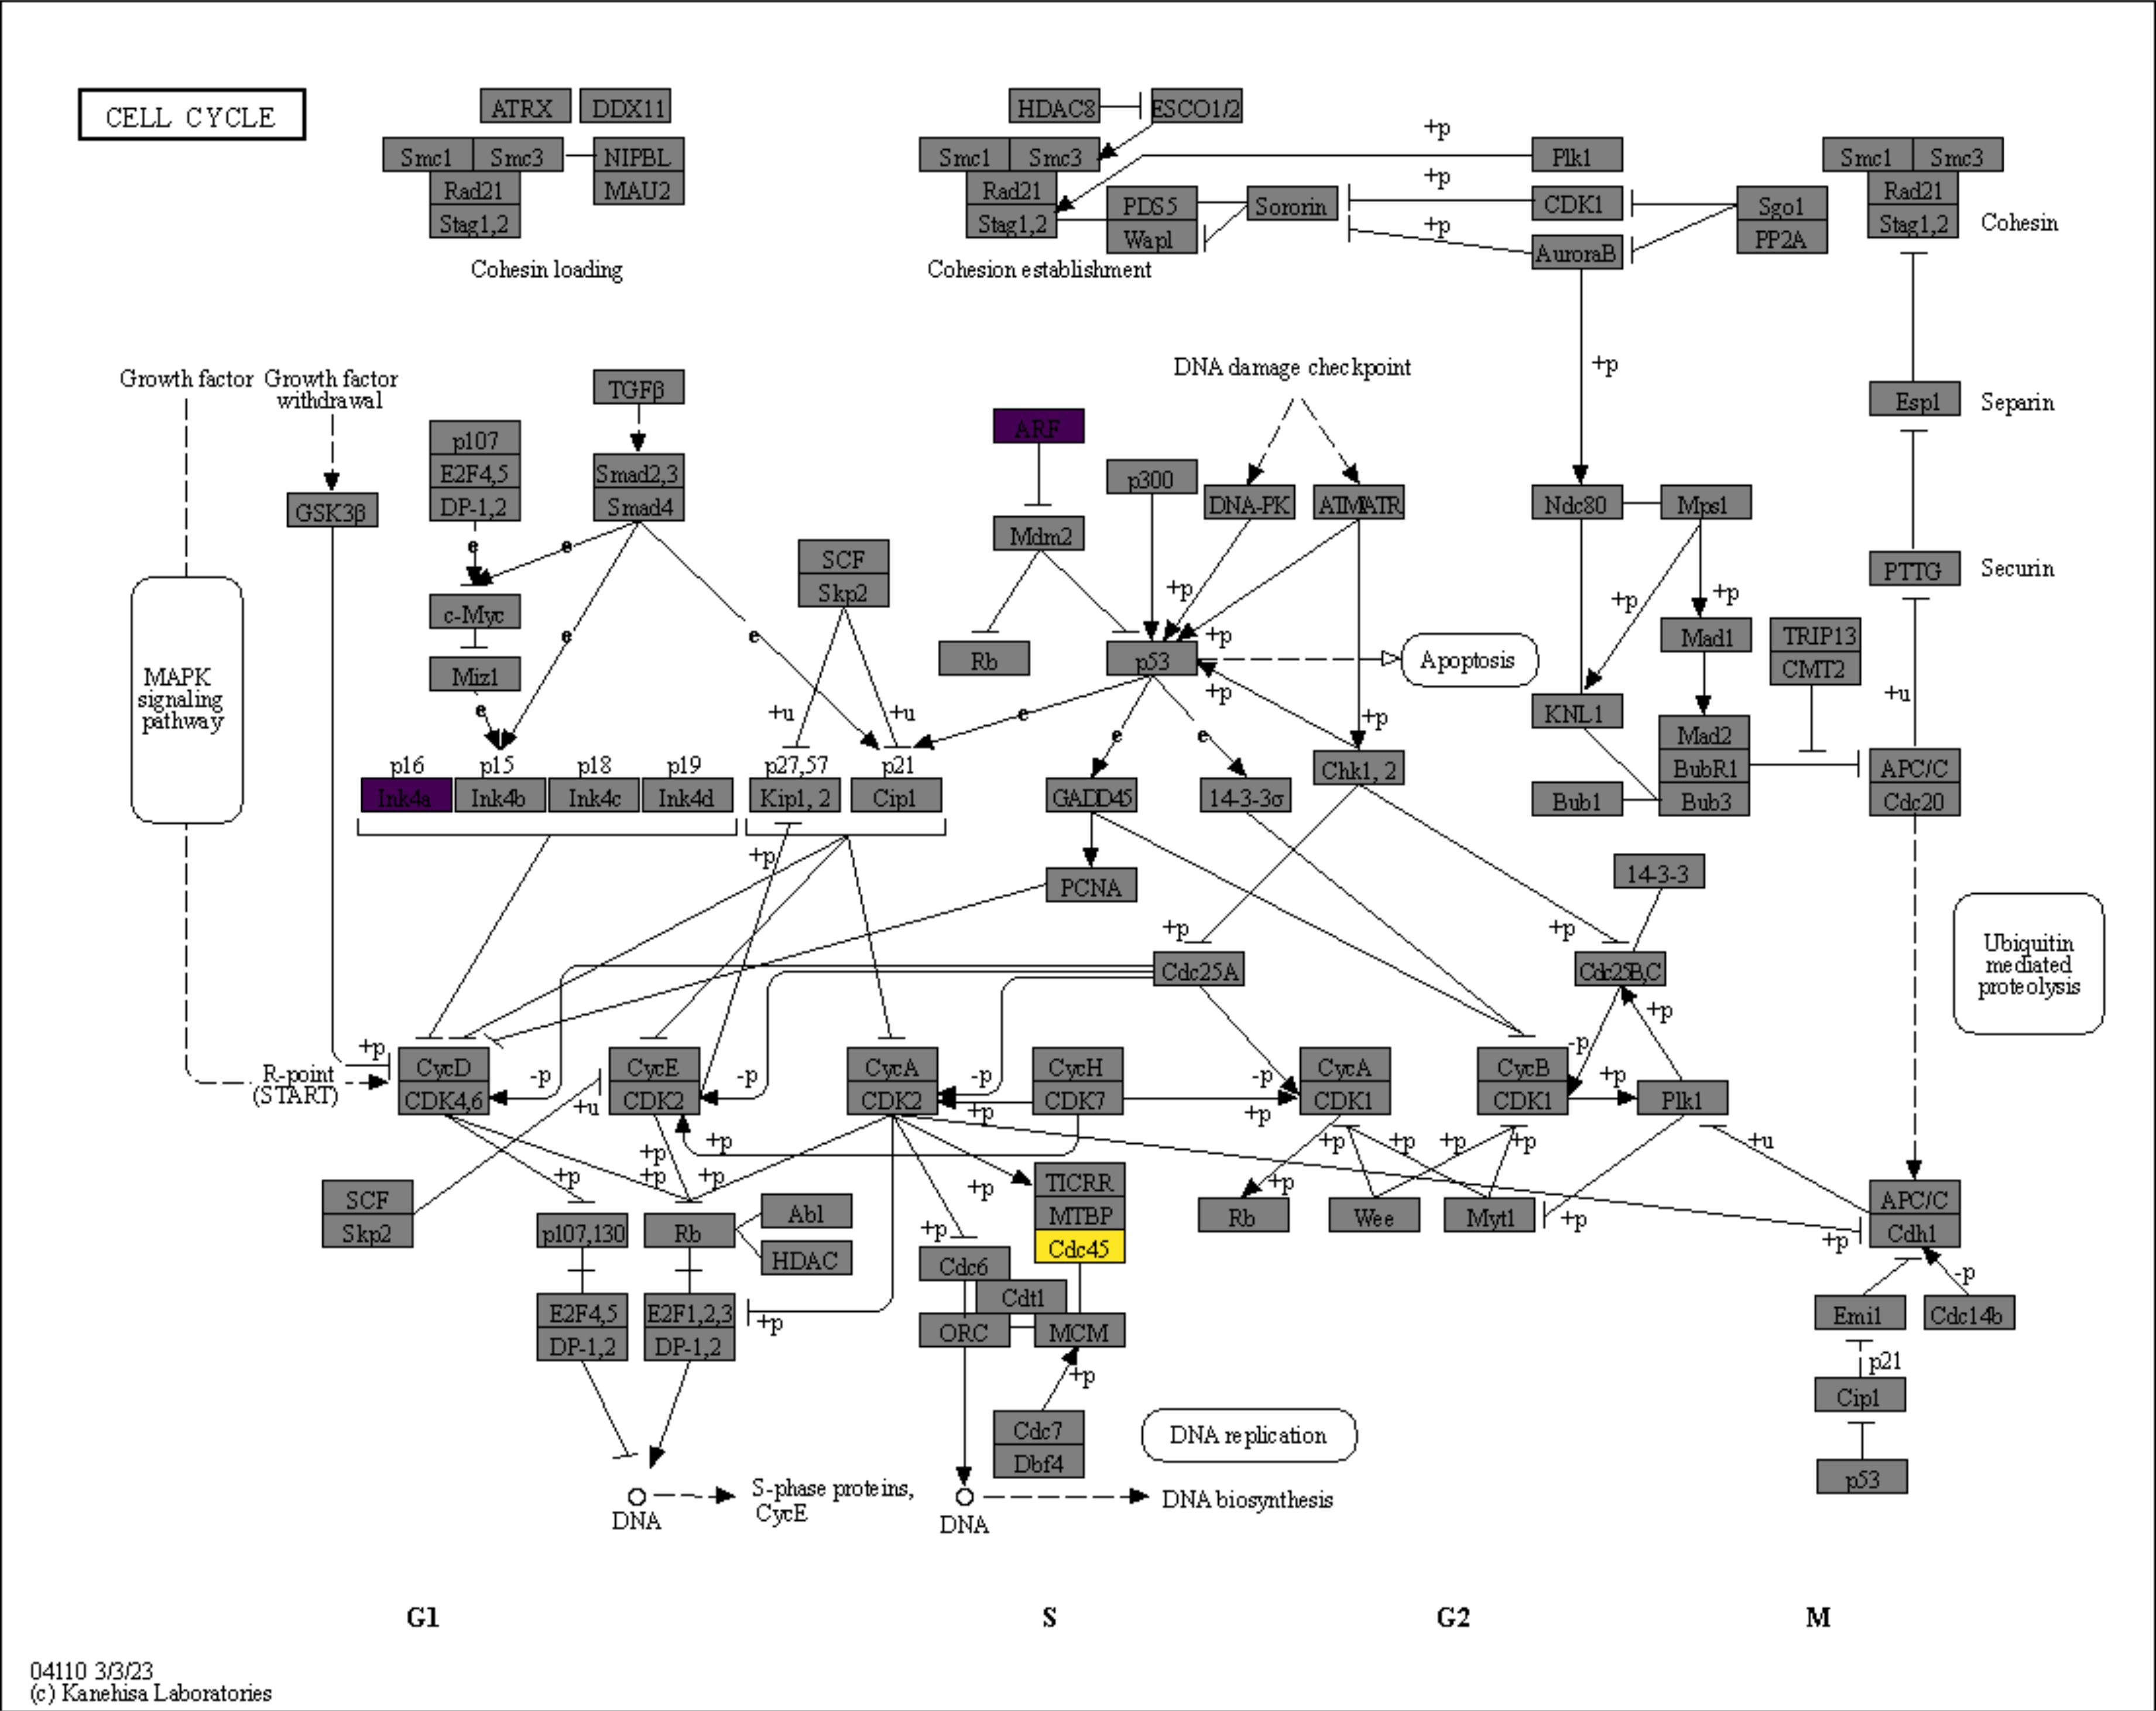 CELL CYCLE
ATRX
DDX11
Smc1
Smc3
NIPBL
Rad21
MAU2
Stag1,2
Cohesin loading
HDAC8
ESCO1/2
Smc1
Smc3
Rad21
Stag1,2
PDS5
Wapl
Sororin
Cohesion establishment
+p
Plk1
+p
CDK1
+p
AuroraB
Sgo1
PP2A
Smc1
Smc3
Rad21
Stag1,2
Cohesin
+p
Esp1
Separin
PTTG
Securin
Growth factor
Growth factor
withdrawal
GSK3β
MAPK
signaling
pathway
TGFβ
p107
E2F4,5
DP-1,2
Smad2,3
Smad4
e
e
c-Myc
Miz1
e
e
e
SCF
Skp2
+u
+u
ARF
Mdm2
Rb
p300
DNA damage checkpoint
DNA-PK
ATM/ATR
+p
+p
p53
+p
Apoptosis
e
e
e
+p
Ndc80
Mps1
+p
+p
Mad1
TRIP13
CMT2
+u
KNL1
Mad2
BubR1
Bub3
Bub1
APC/C
Cdc20
p16
Ink4a
p15
Ink4b
p18
Ink4c
p19
Ink4d
p27,57
Kip1, 2
p21
Cip1
GADD45
14-3-3σ
Chk1, 2
+p
PCNA
14-3-3
+p
Cdc25A
+p
Cdc25B,C
Ubiquitin
mediated
proteolysis
+p
-p
R-point
(START)
+p
CycD
CDK4,6
-p
CycE
CDK2
-p
CycA
CDK2
-p
+p
CycH
CDK7
-p
+p
CycA
CDK1
CycB
CDK1
+p
Plk1
+u
SCF
Skp2
+u
+p
+p
+p
+p
+p
+p
+p
+p
+p
+p
+p
+p
p107,130
Rb
Abl
HDAC
E2F4,5
DP-1,2
E2F1,2,3
DP-1,2
+p
TICRR
MTBP
Cdc45
Cdc6
Cdt1
ORC
MCM
+p
Cdc7
Dbf4
Rb
Wee
Myt1
+p
+p
APC/C
Cdh1
-p
Emi1
Cdc14b
p21
Cip1
p53
DNA replication
DNA
S-phase proteins,
CycE
DNA
DNA biosynthesis
G1
S
G2
M
04110 3/3/23
(c) Kanehisa Laboratories